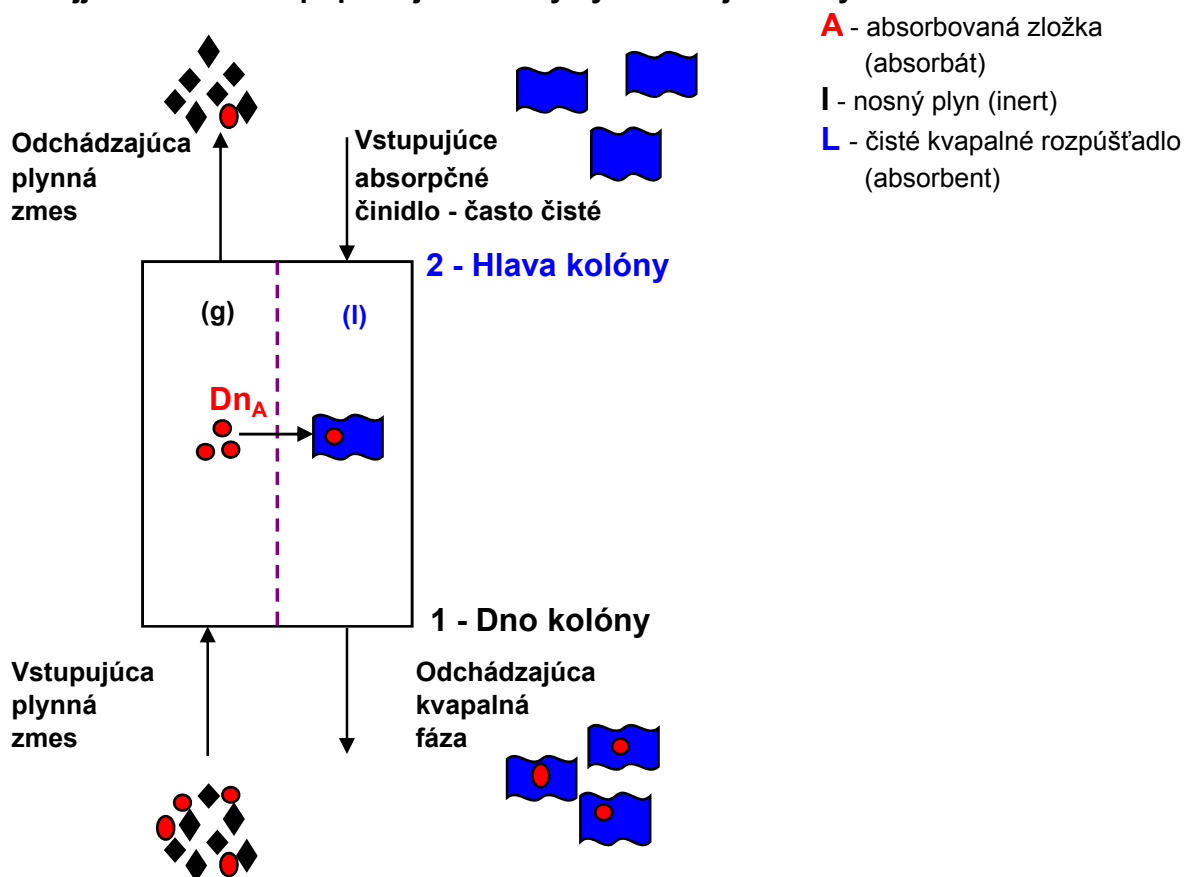 A - absorbovaná zložka
(absorbát)
I - nosný plyn (inert)
L - čisté kvapalné rozpúšťadlo
(absorbent)
Odchádzajúca
plynná
zmes
Vstupujúce
absorpčné
činidlo - často čisté
2 - Hlava kolóny
(g)
(l)
DnA
1 - Dno kolóny
Vstupujúca
plynná
zmes
Odchádzajúca
kvapalná
fáza